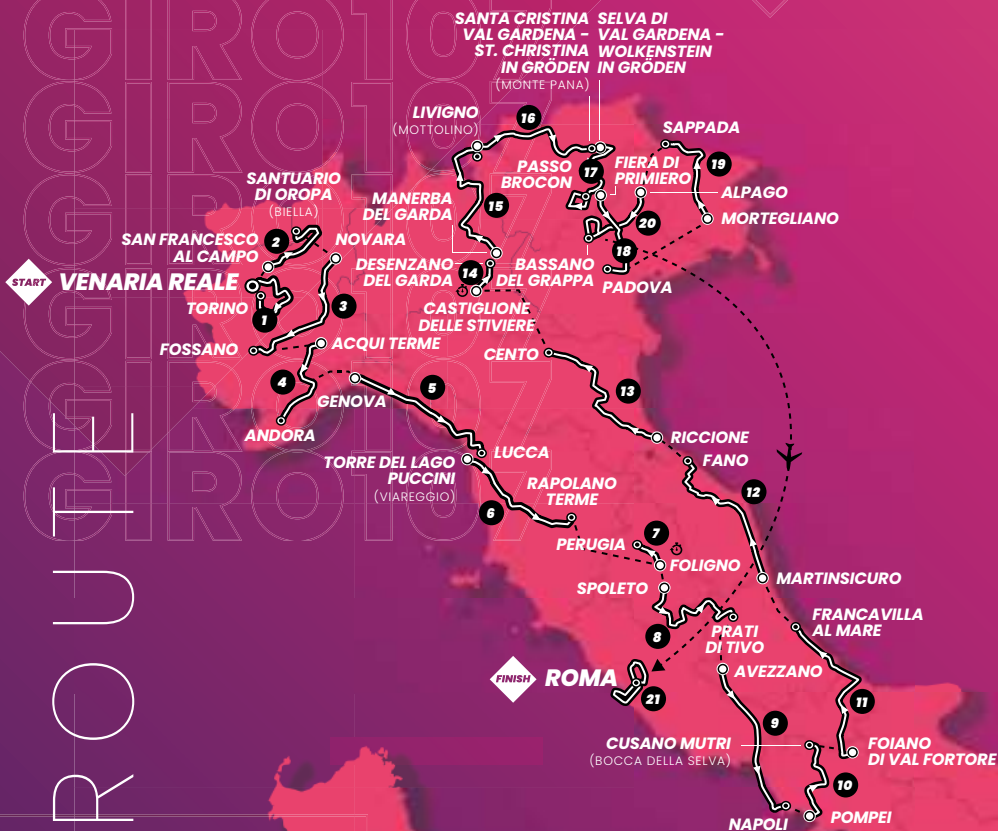 GIRO107
GIRO107
GIRO107
GIRO107
GIRO107
GIRO107
ROUTE
SANTA CRISTINA
VAL GARDENA -
ST. CHRISTINA
IN GRÖDEN
(MONTE PANA)
SELVA DI
VAL GARDENA -
WOLKENSTEIN
IN GRÖDEN
LIVIGNO
(MOTTOLINO)
16
SAPPADA
19
PASSO
BROCON
17
FIERA DI
PRIMIERO
ALPAGO
MORTEGLIANO
20
18
SANTUARIO
DI OROPA
(BIELLA)
MANERBA
DEL GARDA
15
SAN FRANCESCO
AL CAMPO
2
NOVARA
DESENZANO
DEL GARDA
14
BASSANO
DEL GRAPPA
PADOVA
START
VENARIA REALE
TORINO
1
3
CASTIGLIONE
DELLE STIVIERE
FOSSANO
ACQUI TERME
CENTO
4
5
GENOVA
13
ANDORA
RICCIONE
LUCCA
FANO
TORRE DEL LAGO
PUCCINI
(VIAREGGIO)
RAPOLANO
TERME
12
6
7
PERUGIA
FOLIGNO
SPOLETO
MARTINSICURO
8
PRATI
DI TIVO
FRANCAVILLA
AL MARE
FINISH
ROMA
21
AVEZZANO
11
9
CUSANO MUTRI
(BOCCA DELLA SELVA)
FOIANO
DI VAL FORTORE
10
NAPOLI
POMPEI